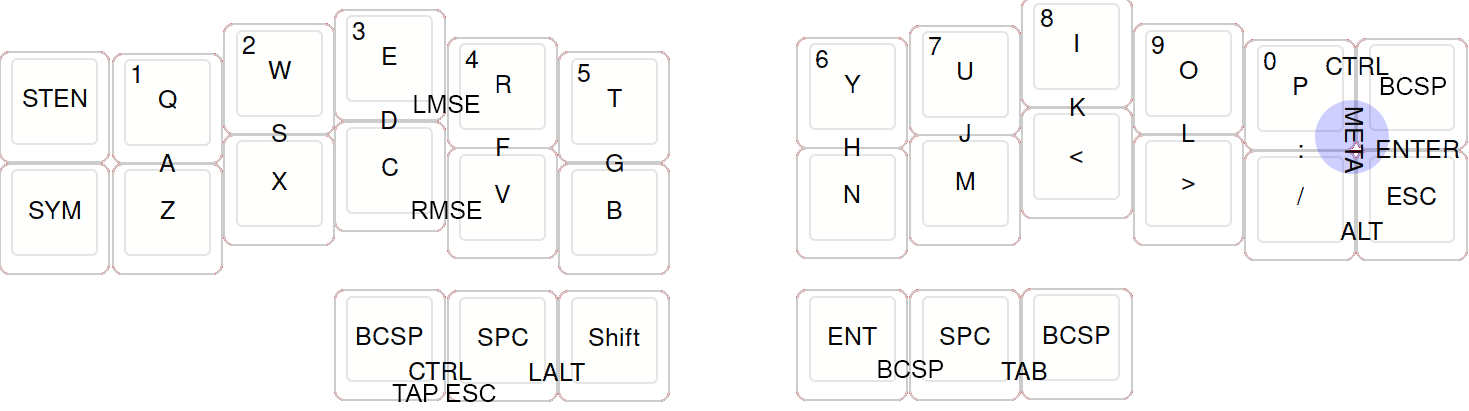 8
3 I
2 E 7 9
W 4 6 U O 0 CTRL
1 R 5 Y P BCSP
STEN Q LMSE T K
D
S J L META
F H : ENTER
A G <
C
X V M > ESC
SYM Z RMSE B N /
ALT
BCSP SPC Shift ENT SPC BCSP
CTRL LALT BCSP TAB
TAP ESC